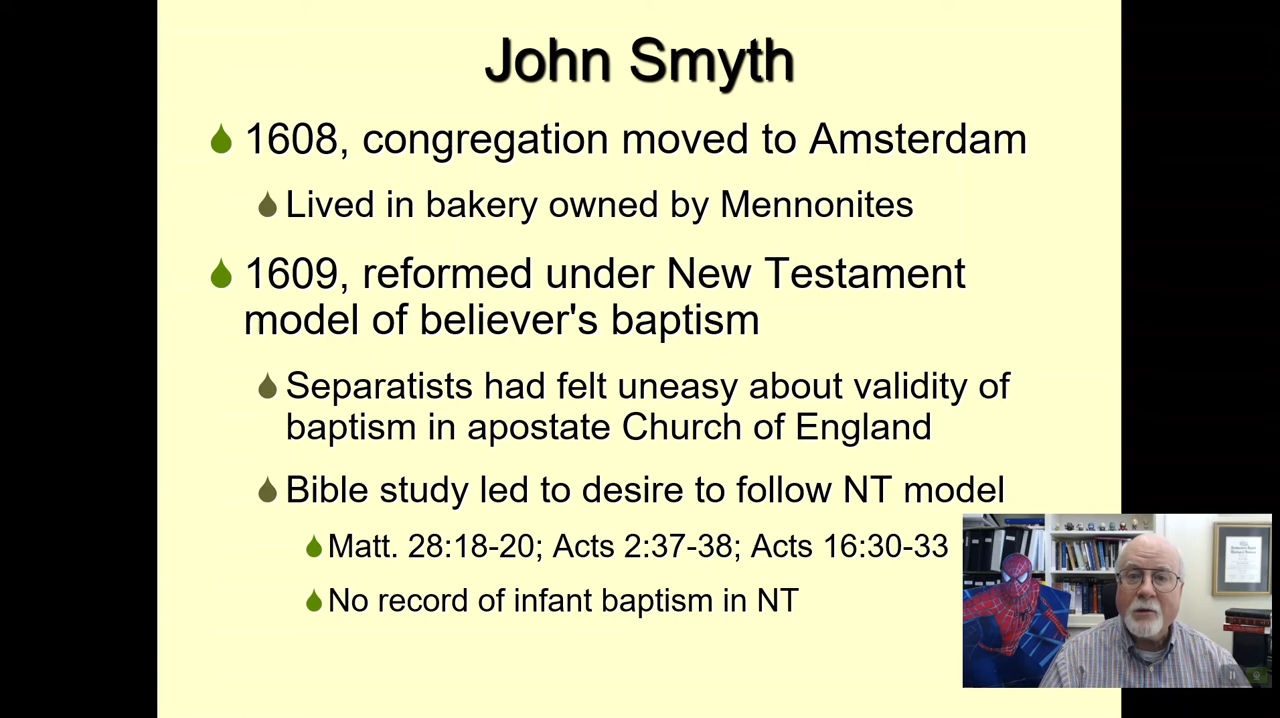 John Smyth
1608, congregation moved to Amsterdam
Lived in bakery owned by Mennonites
1609, reformed under New Testament
model of believer's baptism
Separatists had felt uneasy about validity of
baptism in apostate Church of England
Bible study led to desire to follow NT model
Matt. 28:18-20; Acts 2:37-38; Acts 16:30-33
No record of infant baptism in NT